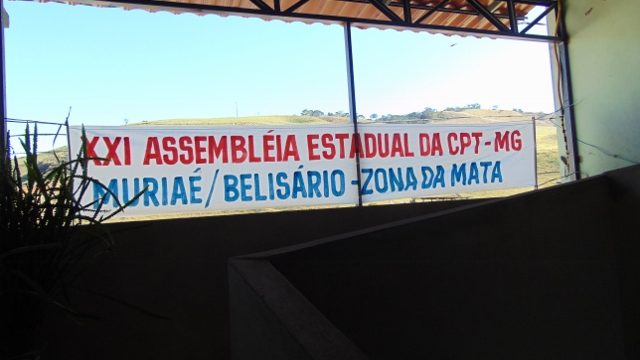 XXI ASSEMBLÉIA ESTADUAL DA CPT-MG
MURIAÉ/BELISÁRIO-ZONA DA MATA